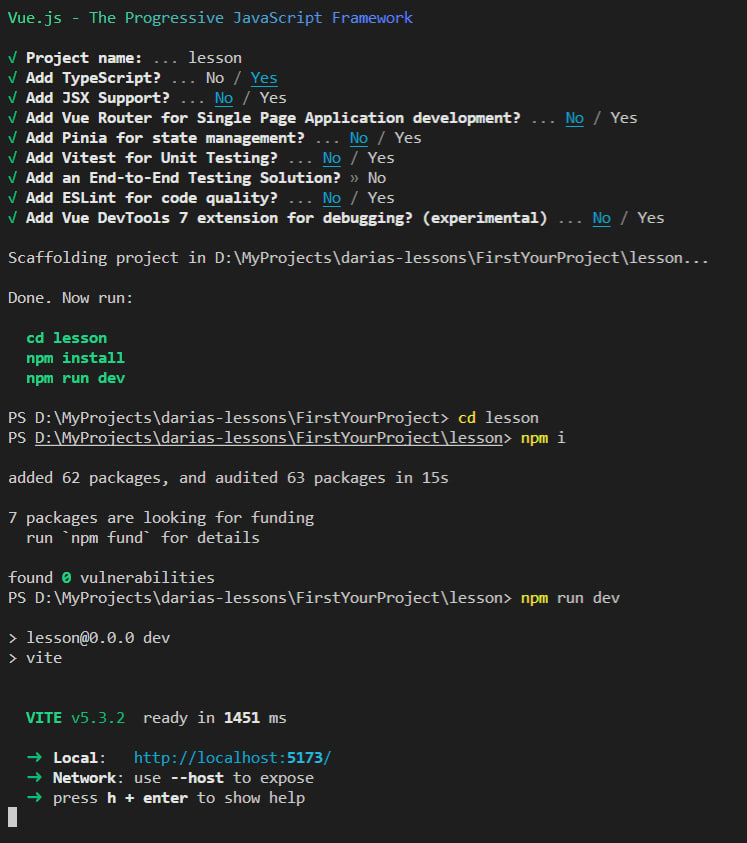 Vue.js - The Progressive JavaScript Framework
√ Project name: ... lesson
√ Add TypeScript? ... No / Yes
√ Add JSX Support? ... No / Yes
√ Add Vue Router for Single Page Application development? ... No / Yes
√ Add Pinia for state management? ... No / Yes
√ Add Vitest for Unit Testing? ... No / Yes
√ Add an End-to-End Testing Solution? » No
√ Add ESLint for code quality? ... No / Yes
√ Add Vue DevTools 7 extension for debugging? (experimental) ... No / Yes
Scaffolding project in D:\MyProjects\darias-lessons\FirstYourProject\lesson...
Done. Now run:
cd lesson
npm install
npm run dev
PS D:\MyProjects\darias-lessons\FirstYourProject> cd lesson
PS D:\MyProjects\darias-lessons\FirstYourProject\lesson> npm i
added 62 packages, and audited 63 packages in 15s
7 packages are looking for funding
run `npm fund` for details
found 0 vulnerabilities
PS D:\MyProjects\darias-lessons\FirstYourProject\lesson> npm run dev
> lesson@0.0.0 dev
> vite
VITE v5.3.2 ready in 1451 ms
➜ Local: http://localhost:5173/
➜ Network: use --host to expose
➜ press h + enter to show help